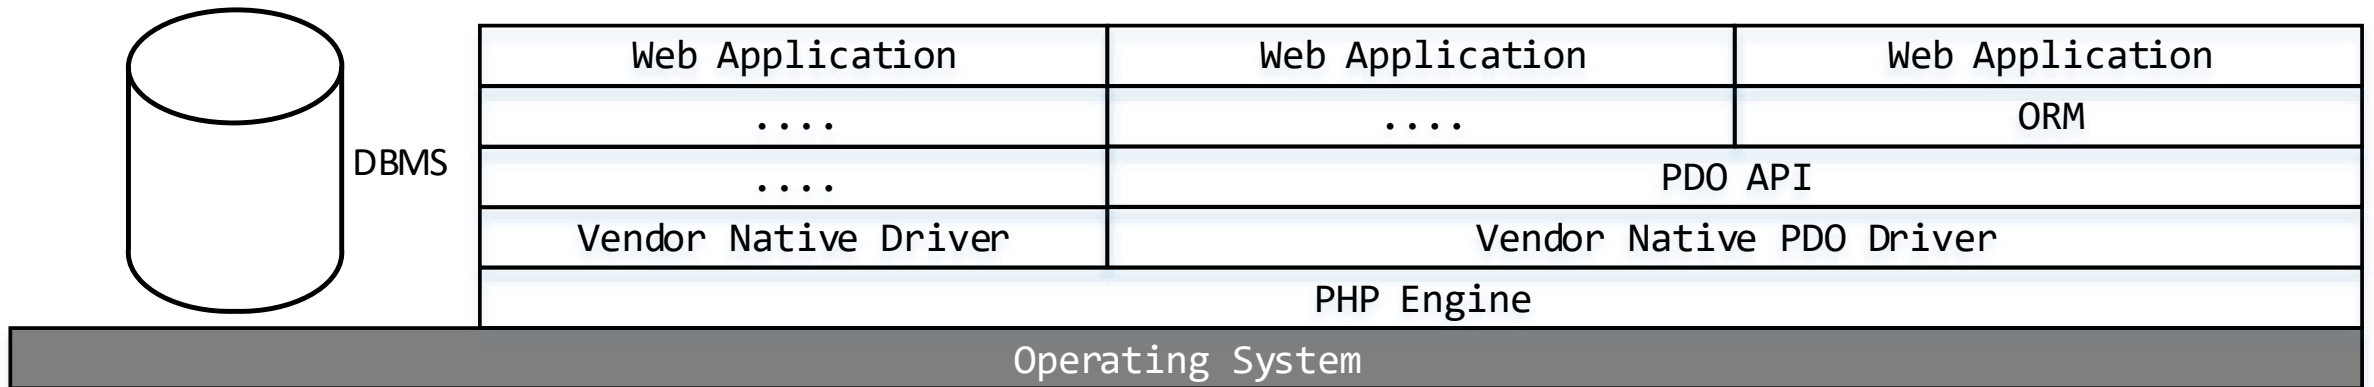 Web Application Web Application Web Application
.... .... ORM
DBMS
.... PDO API
Vendor Native Driver Vendor Native PDO Driver
PHP Engine
Operating System